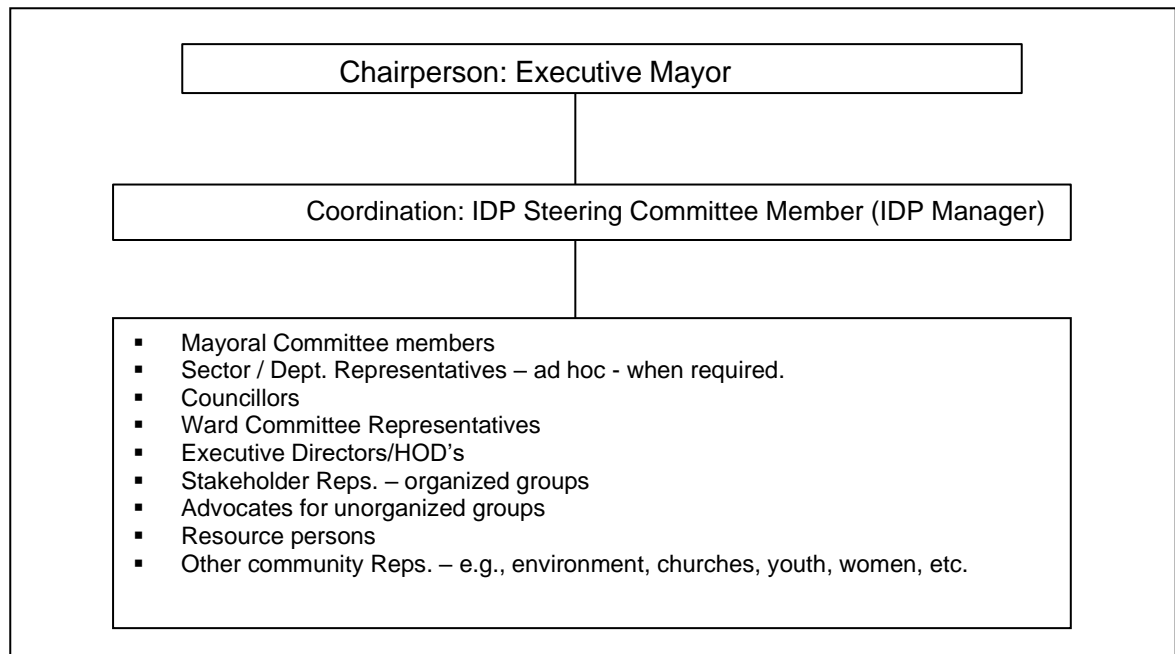 Chairperson: Executive Mayor
Coordination: IDP Steering Committee Member (IDP Manager)
▪ Mayoral Committee members
▪ Sector / Dept. Representatives – ad hoc - when required.
▪ Councillors
▪ Ward Committee Representatives
▪ Executive Directors/HOD’s
▪ Stakeholder Reps. – organized groups
▪ Advocates for unorganized groups
▪ Resource persons
▪ Other community Reps. – e.g., environment, churches, youth, women, etc.